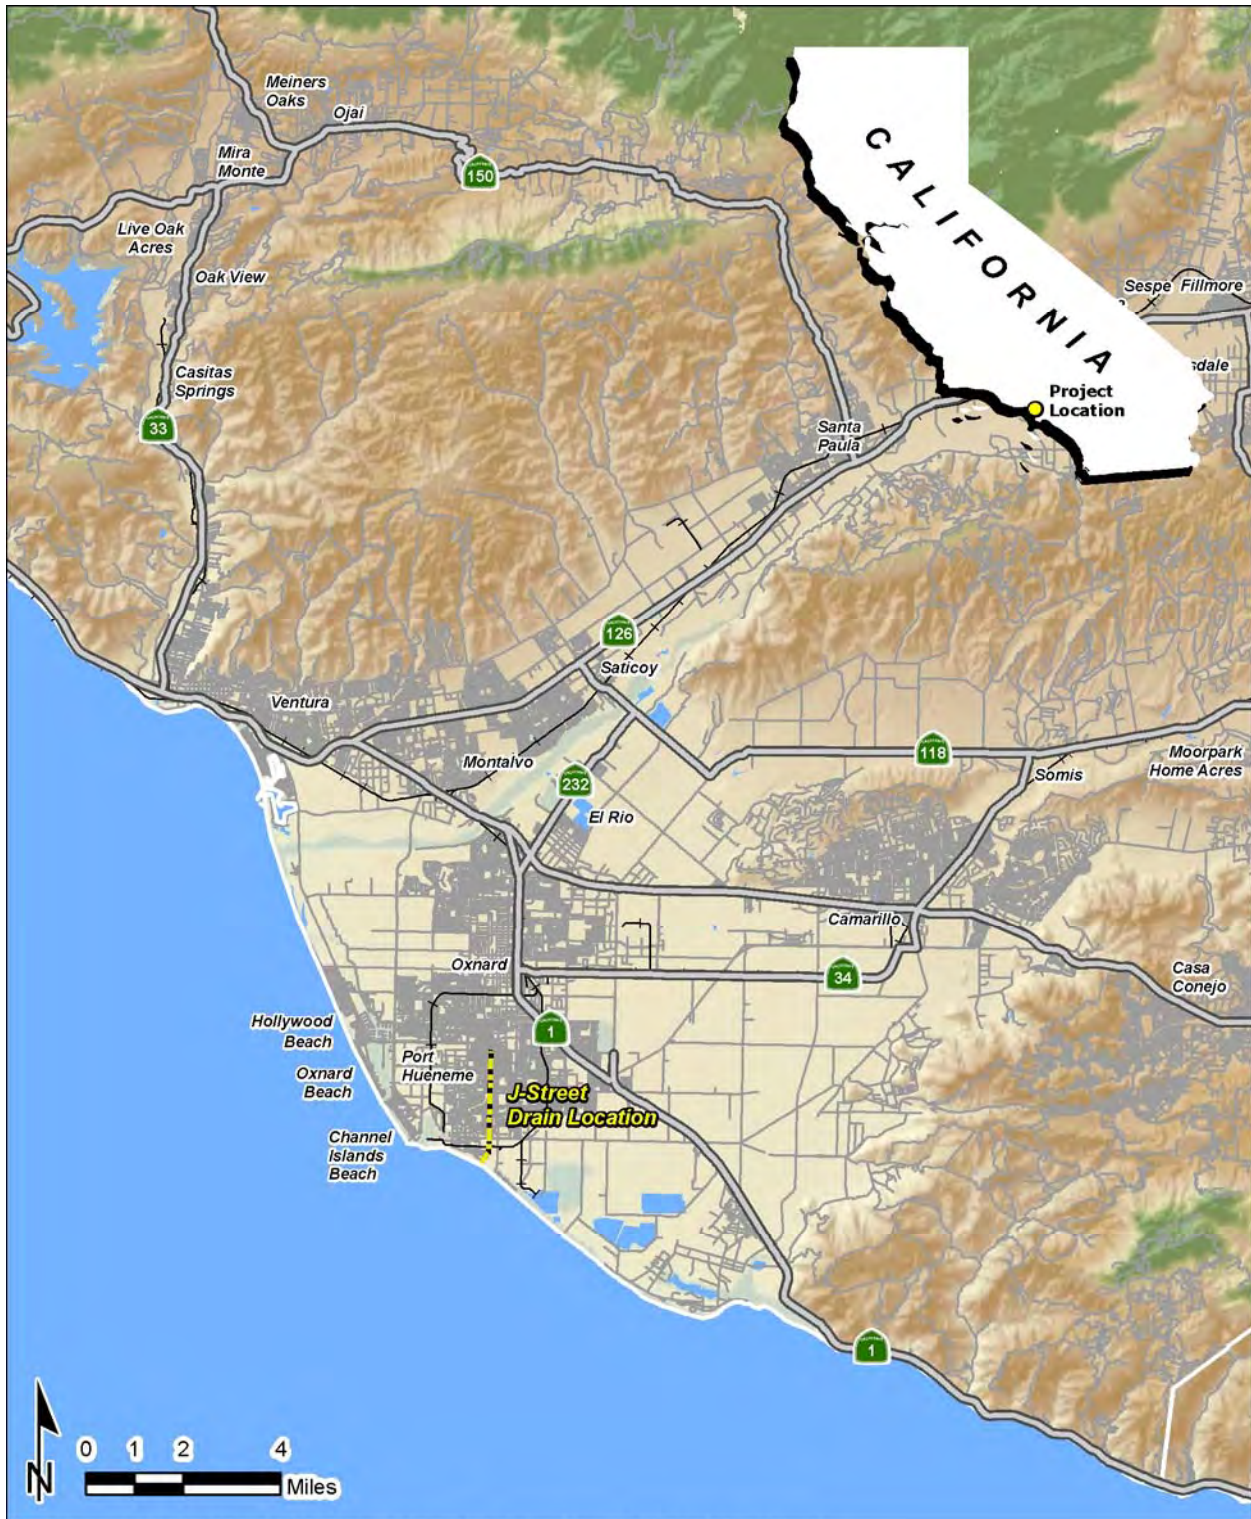 Meiners
Oaks
Ojai
Mira
Monte
150
CALIFORNIA
Live Oak
Acres
Oak View
Sespe
Fillmore
Casitas
Springs
Project
Location
33
Santa
Paula
126
Saticoy
Ventura
Montalvo
118
Moorpark
Home Acres
Somis
232
El Rio
Camarillo
Oxnard
34
Casa
Conejo
Hollywood
Beach
1
Port
Hueneme
Oxnard
Beach
J-Street
Drain Location
Channel
Islands
Beach
1
N
0 1 2 4
Miles